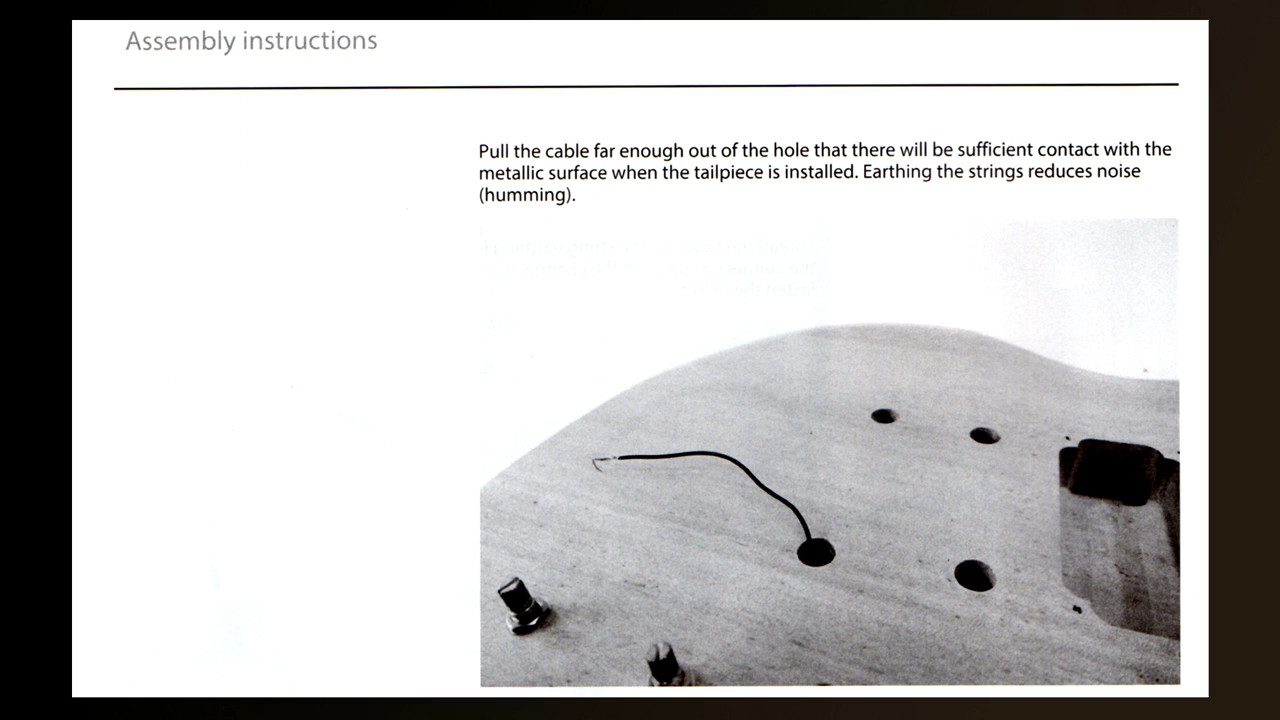 Assembly instructions
Pull the cable far enough out of the hole that there will be sufficient contact with the
metallic surface when the tailpiece is installed. Earthing the strings reduces noise
(humming).